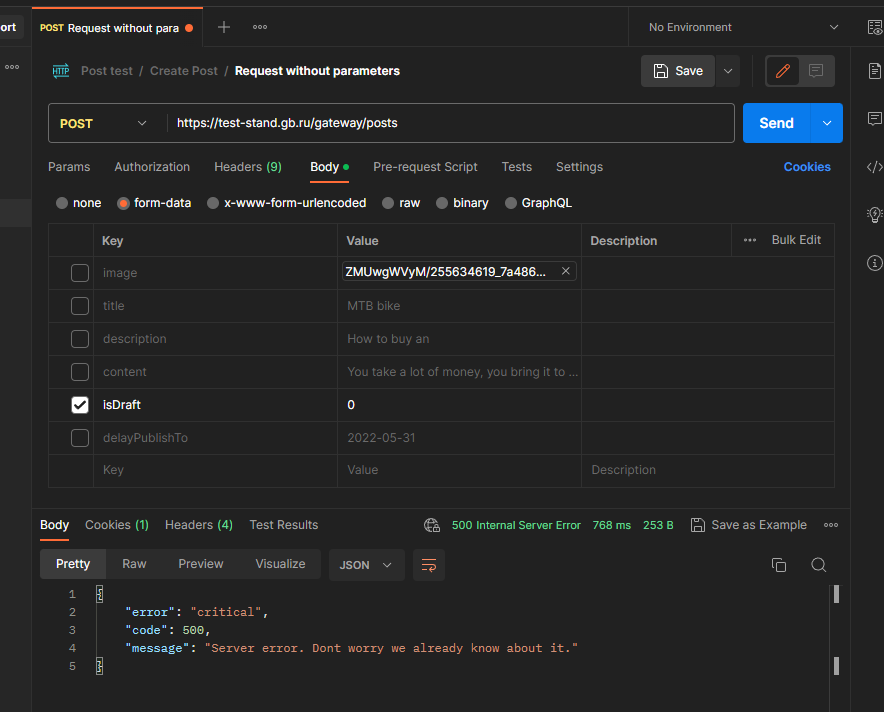 ort
POST Request without para
No Environment
HTTP Post test / Create Post / Request without parameters
Save
POST https://test-stand.gb.ru/gateway/posts
Send
Params Authorization Headers (9) Body Pre-request Script Tests Settings Cookies
none form-data x-www-form-urlencoded raw binary GraphQL
Key Value Description Bulk Edit
image ZMUwgWVyM/255634619_7a486...
title MTB bike
description How to buy an
content You take a lot of money, you bring it to ...
isDraft 0
delayPublishTo 2022-05-31
Key Value Description
Body Cookies (1) Headers (4) Test Results 500 Internal Server Error 768 ms 253 B Save as Example
Pretty Raw Preview Visualize JSON
1 {
2 "error": "critical",
3 "code": 500,
4 "message": "Server error. Dont worry we already know about it."
5 }